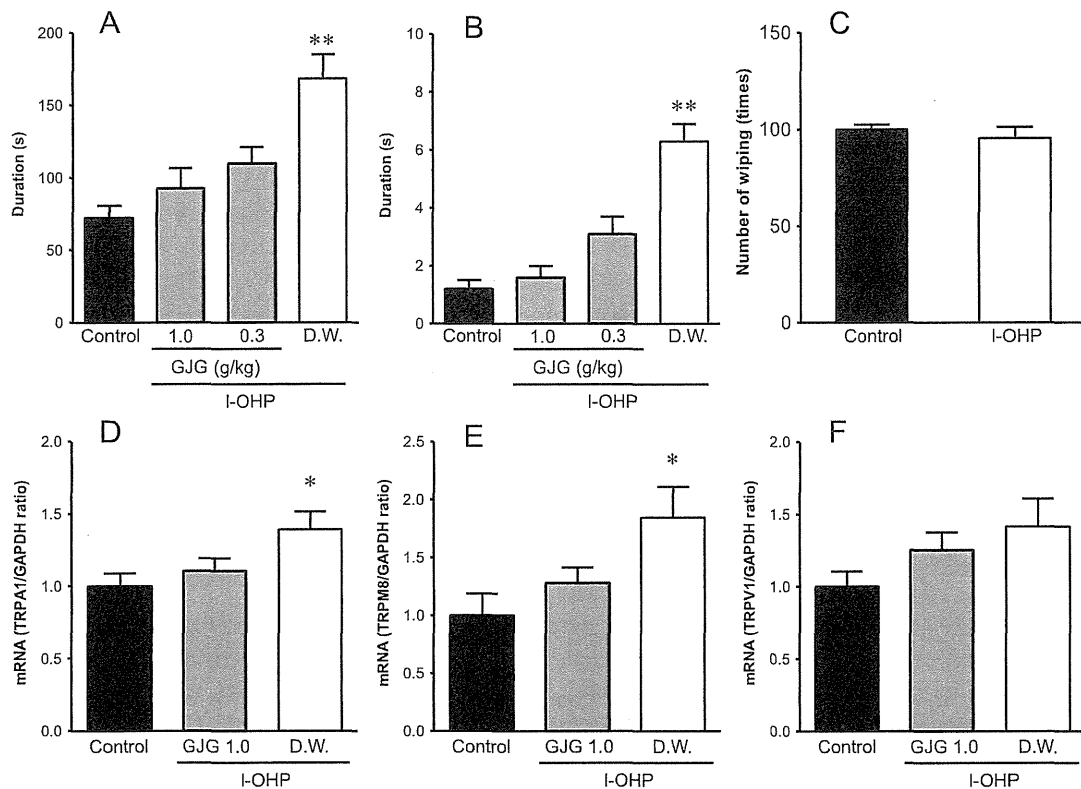 A
200
150
100
50
0
Duration (s)
**
Control
1.0
0.3
D.W.
GJG (g/kg)
l-OHP
B
10
8
6
4
2
0
Duration (s)
**
Control
1.0
0.3
D.W.
GJG (g/kg)
l-OHP
C
150
100
50
0
Number of wiping (times)
Control
l-OHP
D
2.0
1.5
1.0
0.5
0.0
mRNA (TRPA1/GAPDH ratio)
*
Control
GJG 1.0
D.W.
l-OHP
E
2.5
2.0
1.5
1.0
0.5
0.0
mRNA (TRPM8/GAPDH ratio)
*
Control
GJG 1.0
D.W.
l-OHP
F
2.0
1.5
1.0
0.5
0.0
mRNA (TRPV1/GAPDH ratio)
Control
GJG 1.0
D.W.
l-OHP